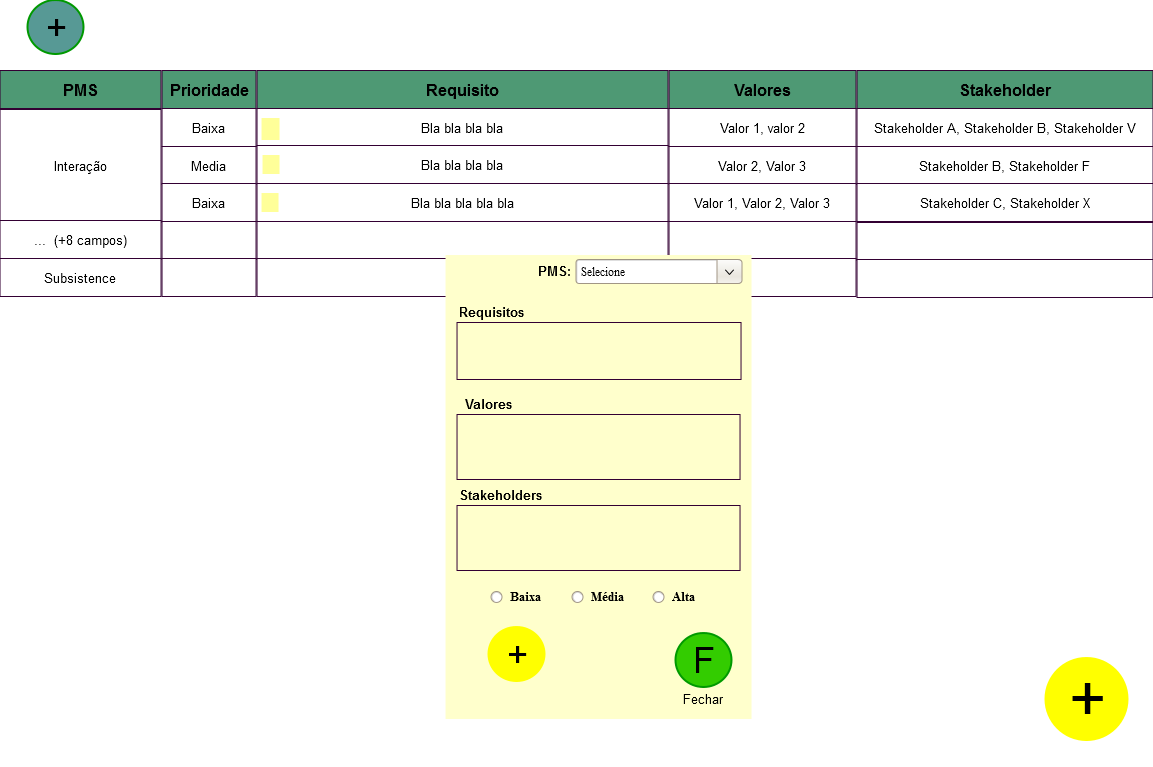 +
PMS Prioridade Requisito Valores Stakeholder
Baixa Bla bla bla bla Valor 1, valor 2 Stakeholder A, Stakeholder B, Stakeholder V
Interação Media Bla bla bla bla Valor 2, Valor 3 Stakeholder B, Stakeholder F
Baixa Bla bla bla bla bla Valor 1, Valor 2, Valor 3 Stakeholder C, Stakeholder X
... (+8 campos)
Subsistence
PMS: Selecione
Requisitos
Valores
Stakeholders
Baixa Média Alta
+ F
Fechar
+